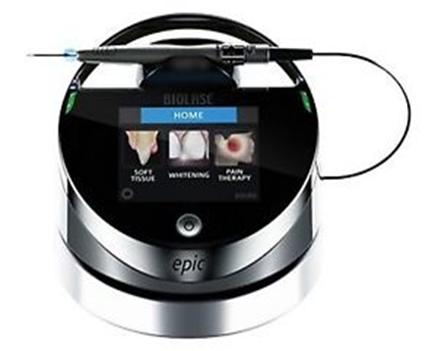 BIOLASE
HOME
SOFT
TISSUE
WHITENING
PAIN
THERAPY
epic